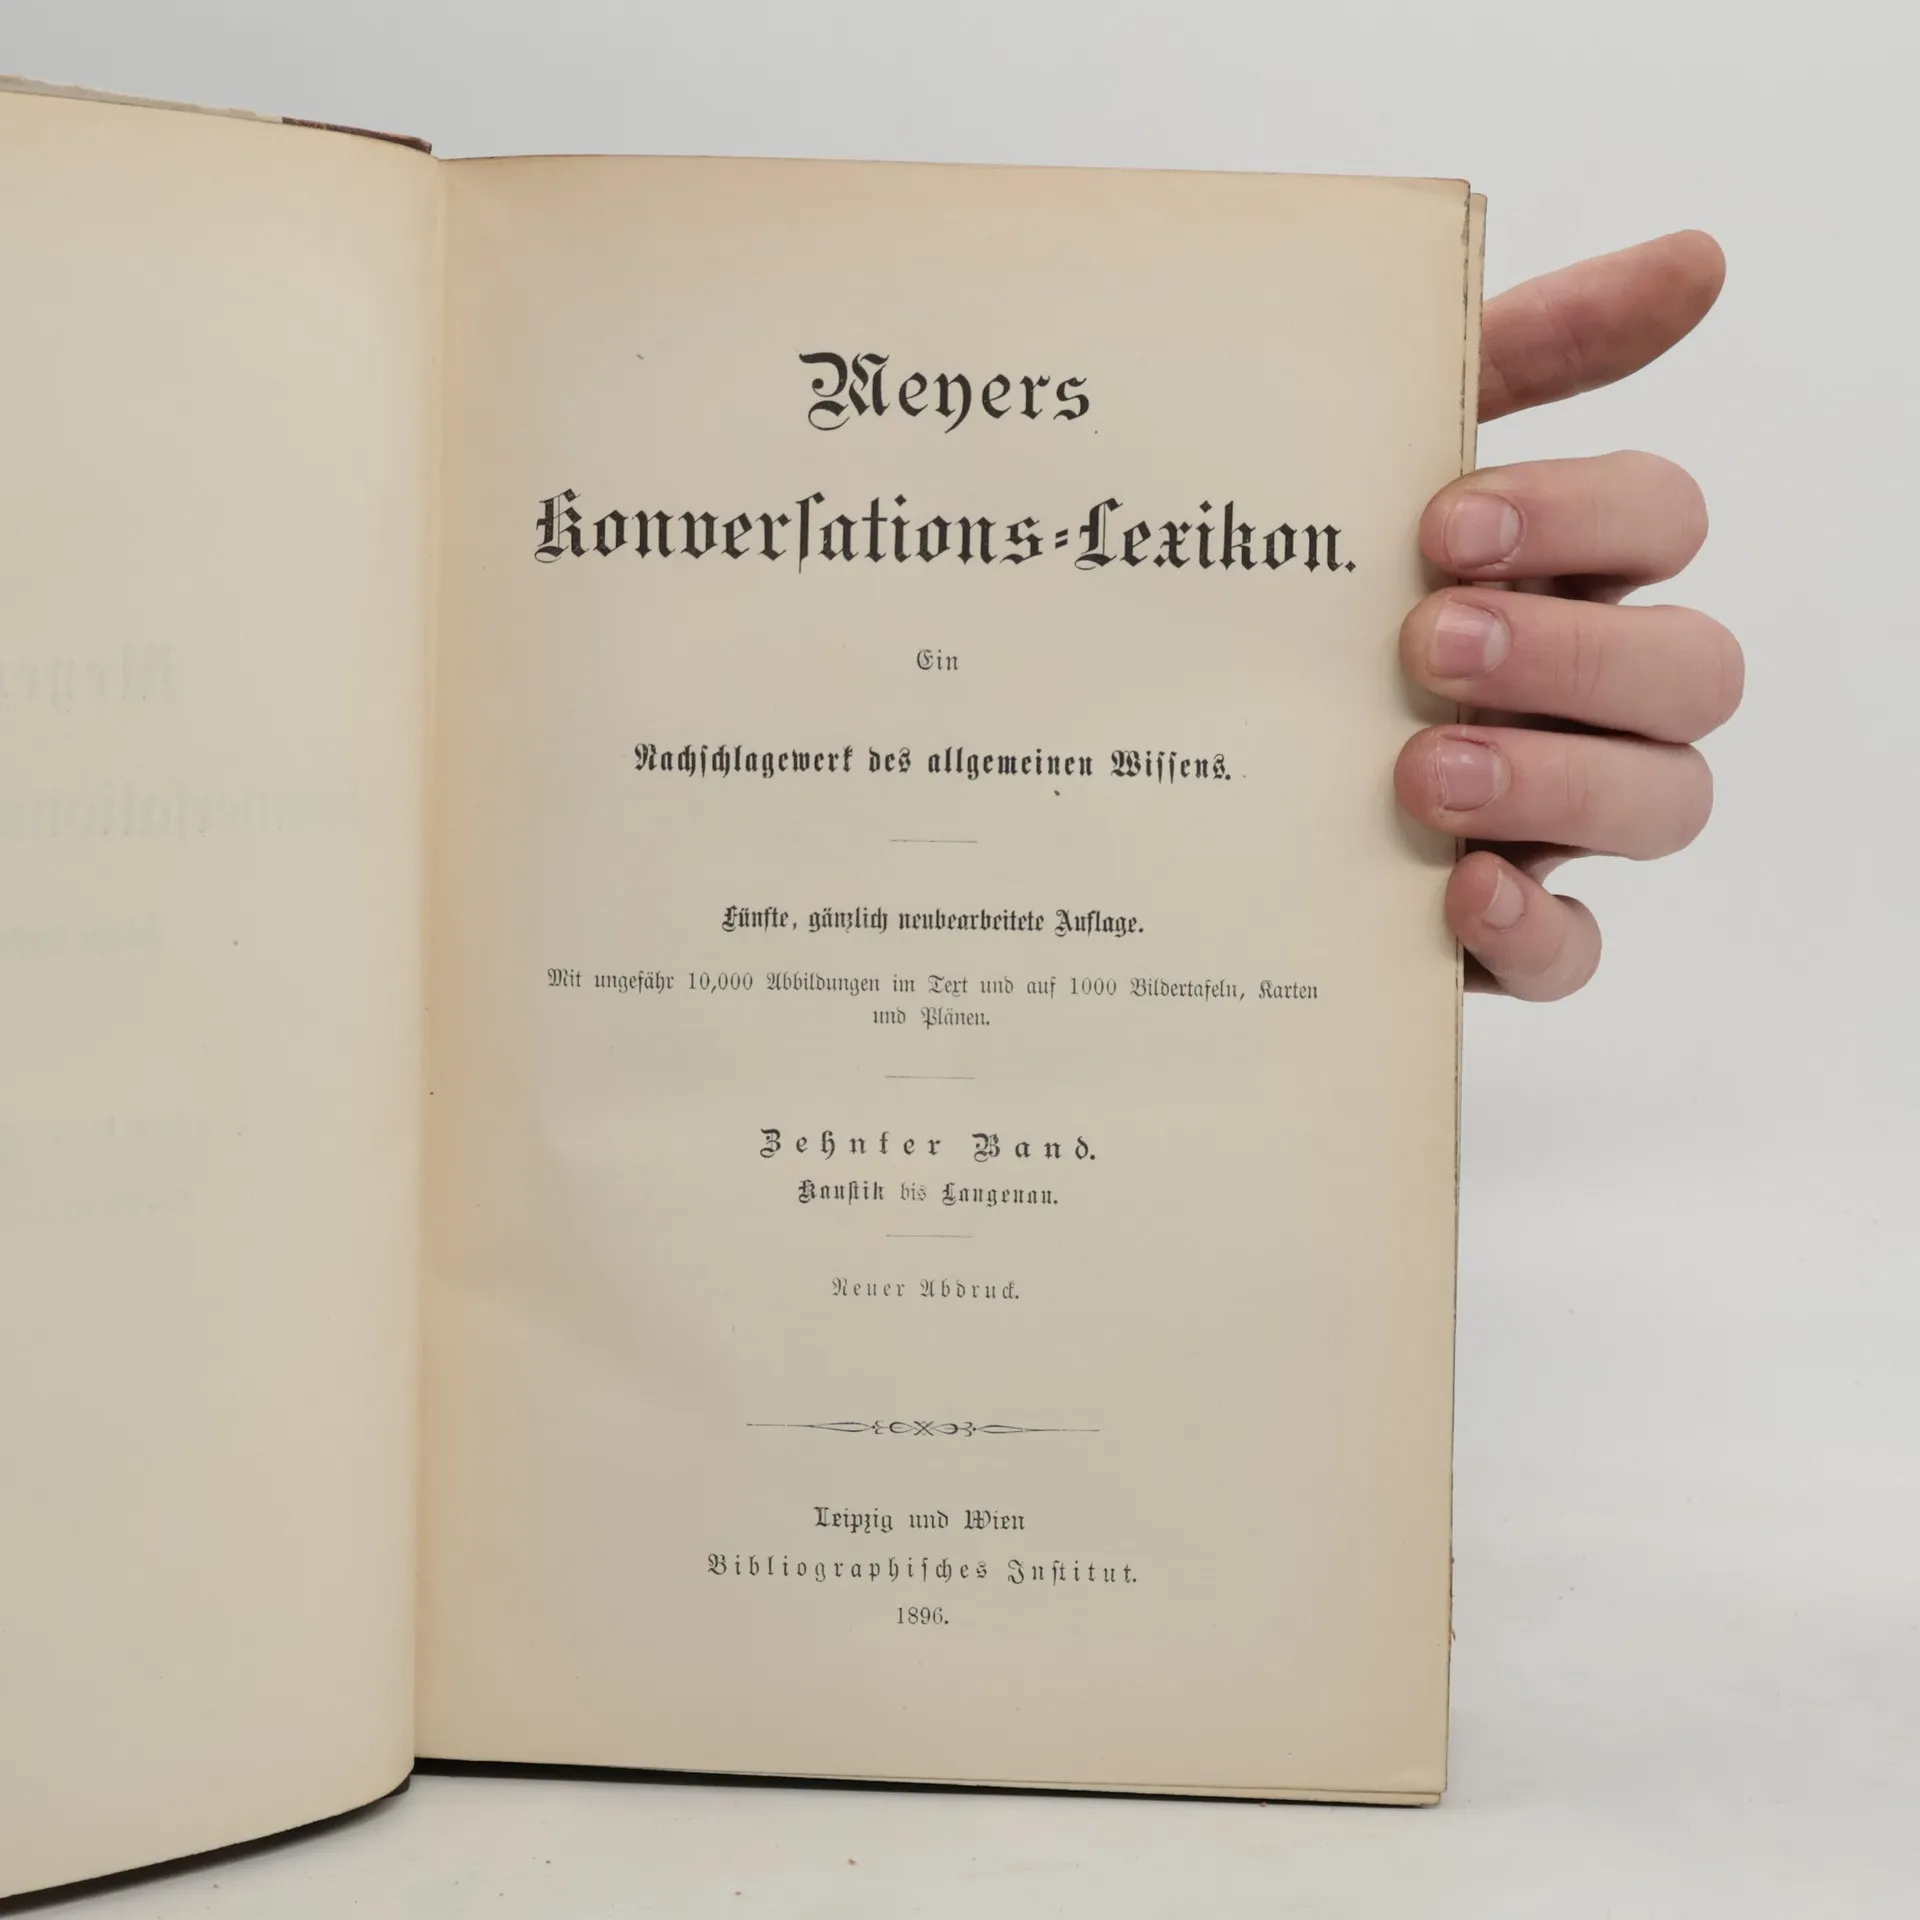 Meyers
Konverſations-Lexikon.
Ein
Nachſchlagewerk des allgemeinen Wiſſens.
Fünfte, gänzlich neubearbeitete Auflage.
Mit ungefähr 10,000 Abbildungen im Text und auf 1000 Bildertafeln, Karten
und Plänen.
Zehnter Band.
Kauſtik bis Langenau.
Neuer Abdruck.
Leipzig und Wien
Bibliographiſches Inſtitut.
1896.